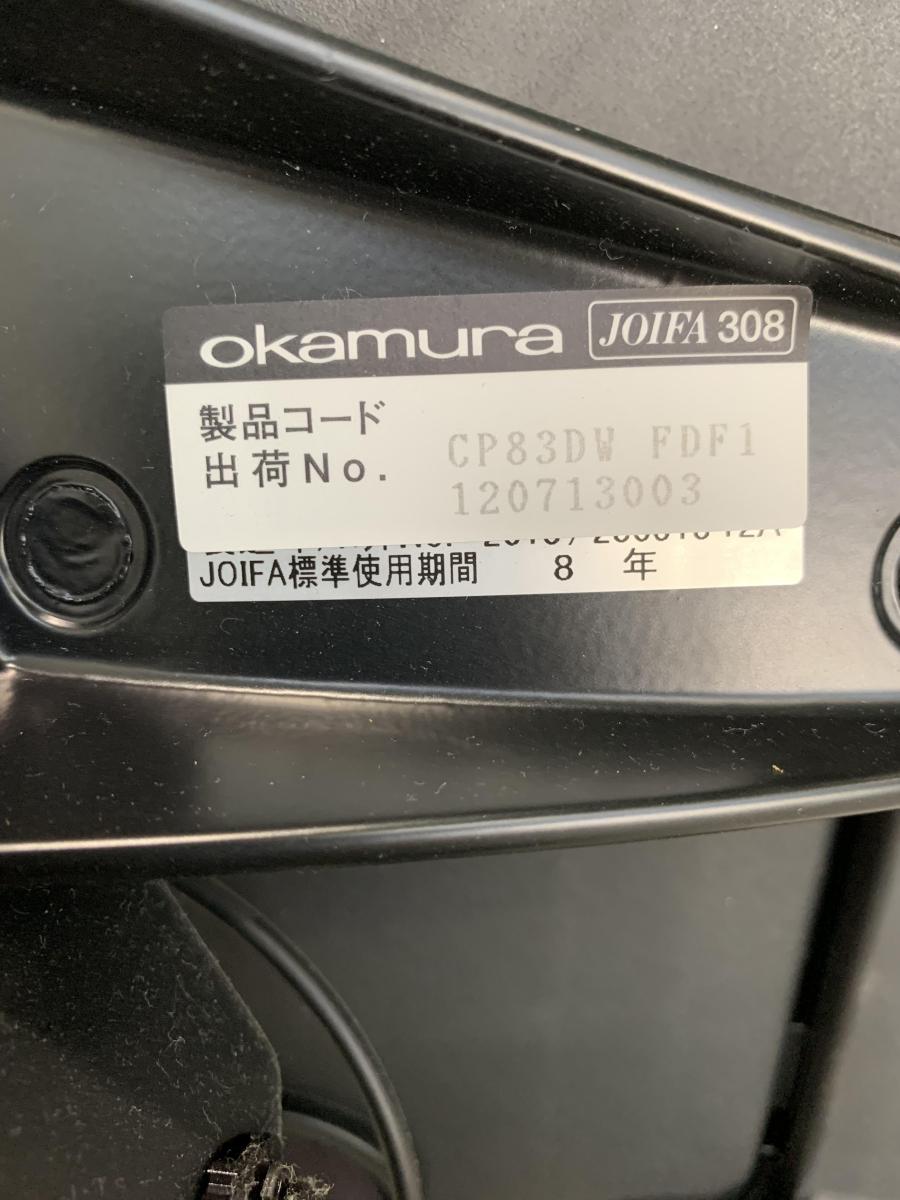 okamura JOIFA 308
製品コード CP83DW FDF1
出荷No. 120713003
JOIFA標準使用期間 8 年